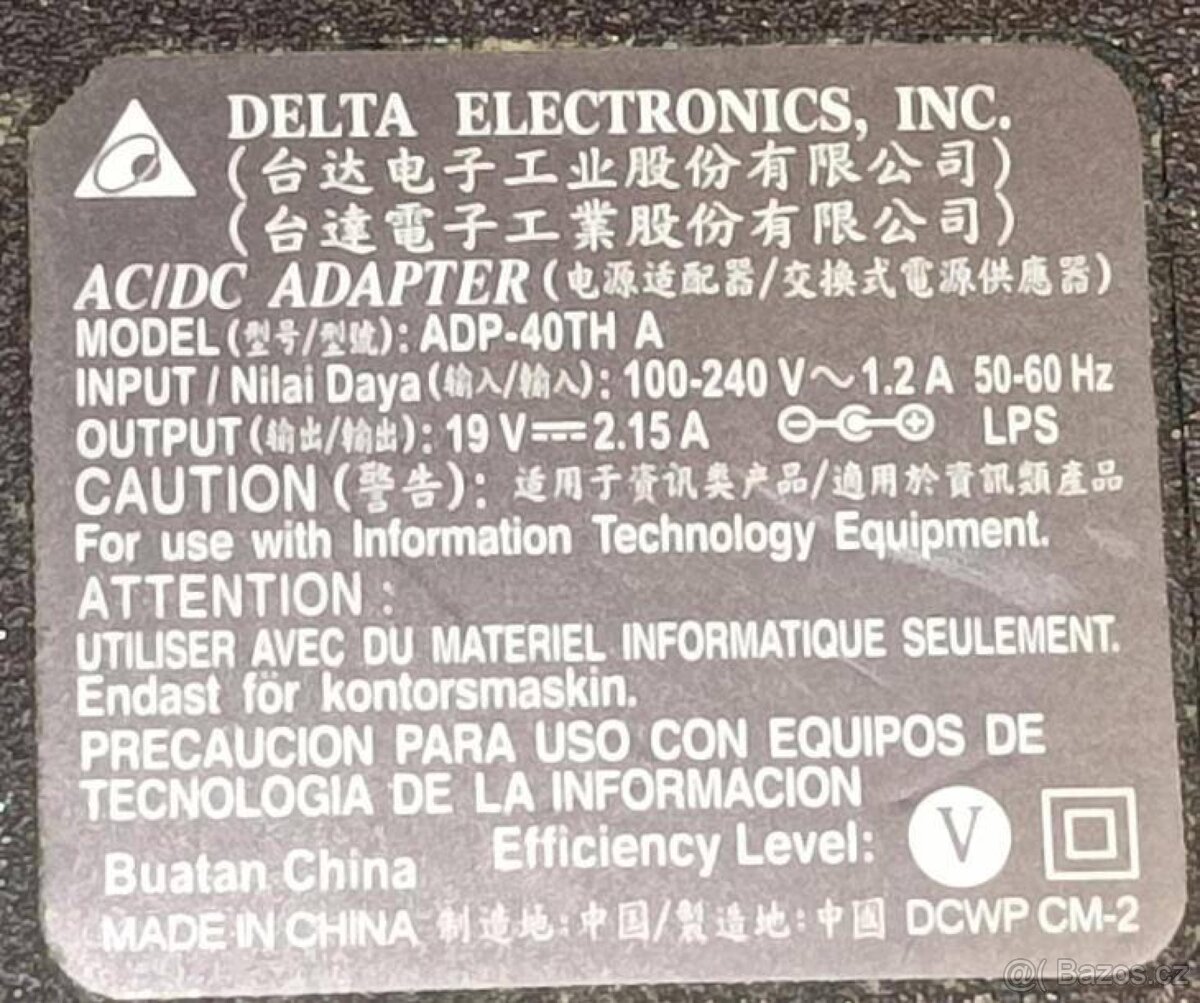 DELTA ELECTRONICS, INC.
(台达电子工业股份有限公司)
(台達電子工業股份有限公司)
AC/DC ADAPTER (电源适配器/交换式電源供應器)
MODEL (型号/型號): ADP-40TH A
INPUT / Nilai Daya (输入/輸入): 100-240 V～1.2 A 50-60 Hz
OUTPUT (输出/輸出): 19 V⎓2.15 A LPS
CAUTION (警告): 适用于资讯类产品/適用於資訊類產品
For use with Information Technology Equipment.
ATTENTION :
UTILISER AVEC DU MATERIEL INFORMATIQUE SEULEMENT.
Endast för kontorsmaskin.
PRECAUCION PARA USO CON EQUIPOS DE
TECNOLOGIA DE LA INFORMACION
Efficiency Level: V
Buatan China
MADE IN CHINA 制造地:中国/製造地:中國 DCWP CM-2
@( Bazos.cz